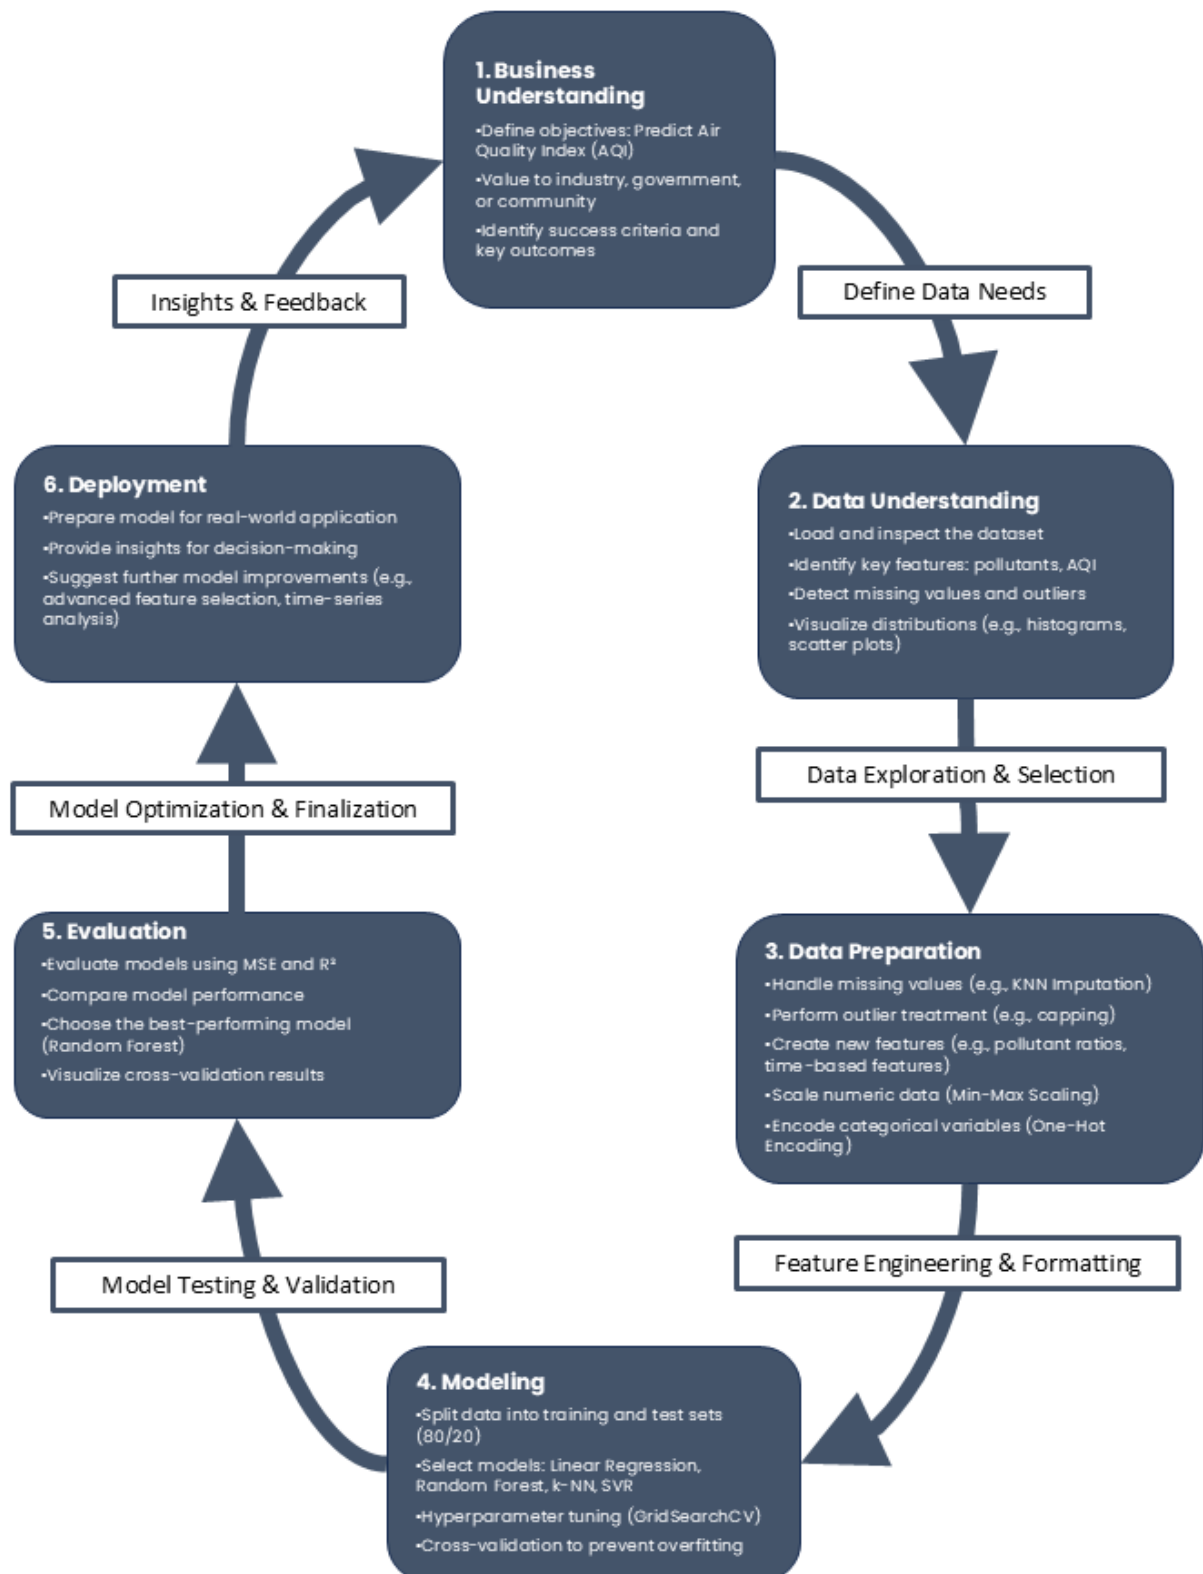 1. Business
Understanding
•Define objectives: Predict Air
Quality Index (AQI)
•Value to industry, government,
or community
•Identify success criteria and
key outcomes
Define Data Needs
2. Data Understanding
•Load and inspect the dataset
•Identify key features: pollutants, AQI
•Detect missing values and outliers
•Visualize distributions (e.g., histograms,
scatter plots)
Data Exploration & Selection
3. Data Preparation
•Handle missing values (e.g., KNN Imputation)
•Perform outlier treatment (e.g., capping)
•Create new features (e.g., pollutant ratios,
time-based features)
•Scale numeric data (Min-Max Scaling)
•Encode categorical variables (One-Hot
Encoding)
Feature Engineering & Formatting
4. Modeling
•Split data into training and test sets
(80/20)
•Select models: Linear Regression,
Random Forest, k-NN, SVR
•Hyperparameter tuning (GridSearchCV)
•Cross-validation to prevent overfitting
Model Testing & Validation
5. Evaluation
•Evaluate models using MSE and R²
•Compare model performance
•Choose the best-performing model
(Random Forest)
•Visualize cross-validation results
Model Optimization & Finalization
6. Deployment
•Prepare model for real-world application
•Provide insights for decision-making
•Suggest further model improvements (e.g.,
advanced feature selection, time-series
analysis)
Insights & Feedback